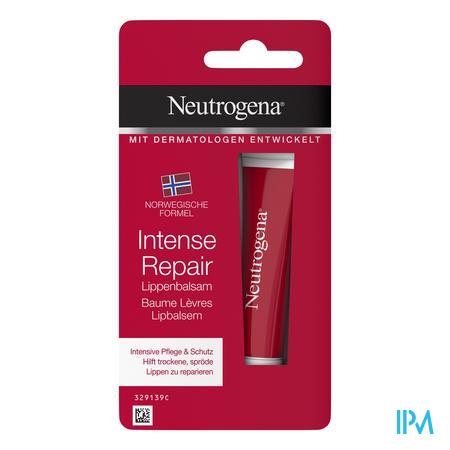 Neutrogena®
MIT DERMATOLOGEN ENTWICKELT
NORWEGISCHE
FORMEL
Intense
Repair
Lippenbalsam
Baume Lèvres
Lipbalsem
Intensive Pflege & Schutz
Hilft trockene, spröde
Lippen zu reparieren
329139C
Neutrogena®
IPM